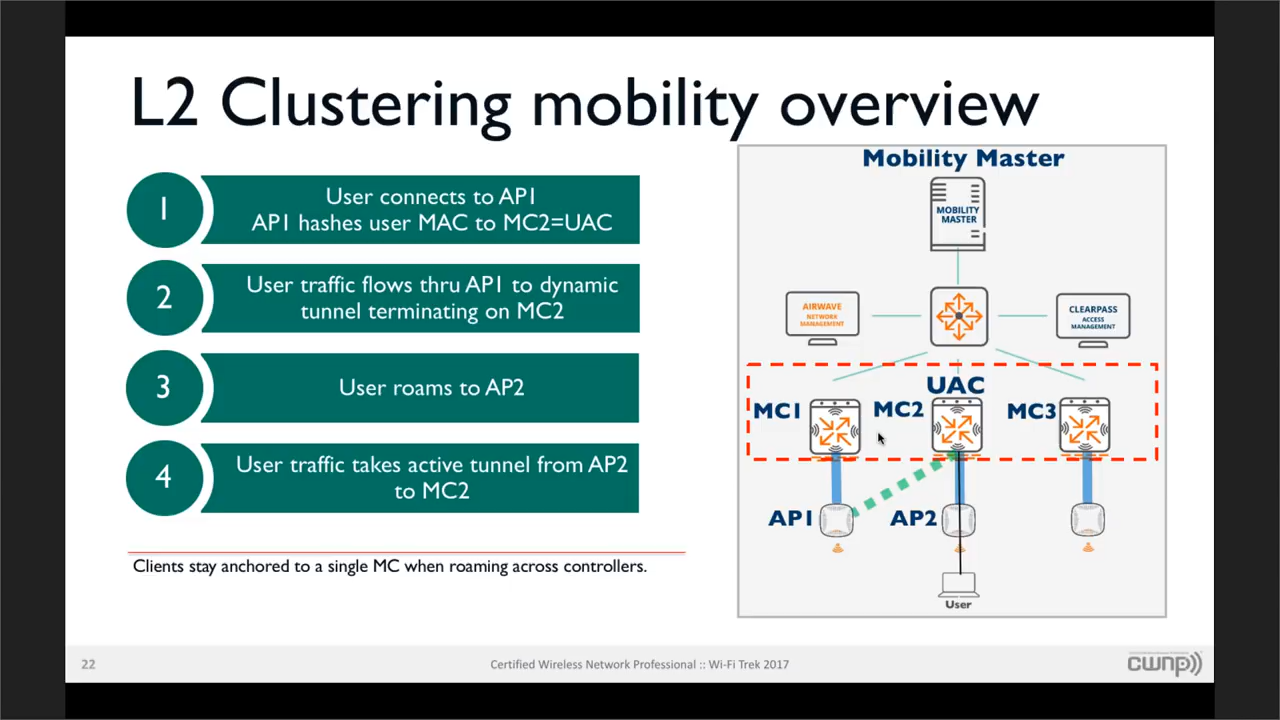 L2 Clustering mobility overview
1
User connects to AP1
AP1 hashes user MAC to MC2=UAC
2
User traffic flows thru AP1 to dynamic
tunnel terminating on MC2
3
User roams to AP2
4
User traffic takes active tunnel from AP2
to MC2
Clients stay anchored to a single MC when roaming across controllers.
Mobility Master
MOBILITY
MASTER
AIRWAVE
NETWORK
MANAGEMENT
CLEARPASS
ACCESS
MANAGEMENT
UAC
MC1
MC2
MC3
AP1
AP2
User
22
Certified Wireless Network Professional :: Wi-Fi Trek 2017
cwnp